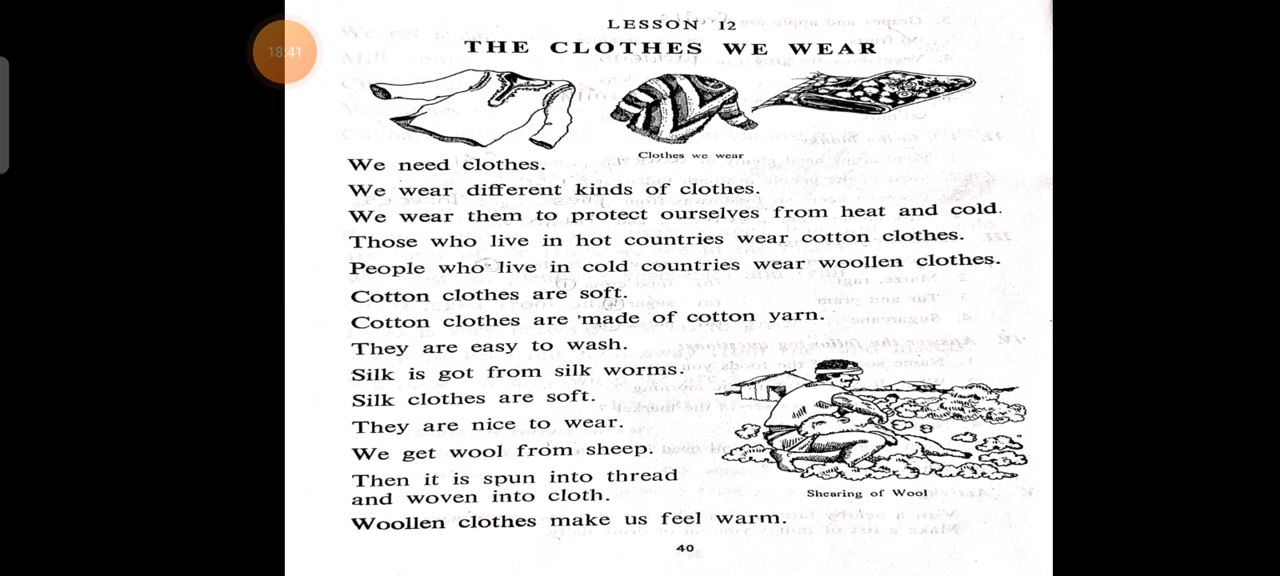 18:41
LESSON 12
THE CLOTHES WE WEAR
Clothes we wear
We need clothes.
We wear different kinds of clothes.
We wear them to protect ourselves from heat and cold.
Those who live in hot countries wear cotton clothes.
People who live in cold countries wear woollen clothes.
Cotton clothes are soft.
Cotton clothes are made of cotton yarn.
They are easy to wash.
Silk is got from silk worms.
Silk clothes are soft.
They are nice to wear.
We get wool from sheep.
Then it is spun into thread
and woven into cloth.
Shearing of Wool
Woollen clothes make us feel warm.
40